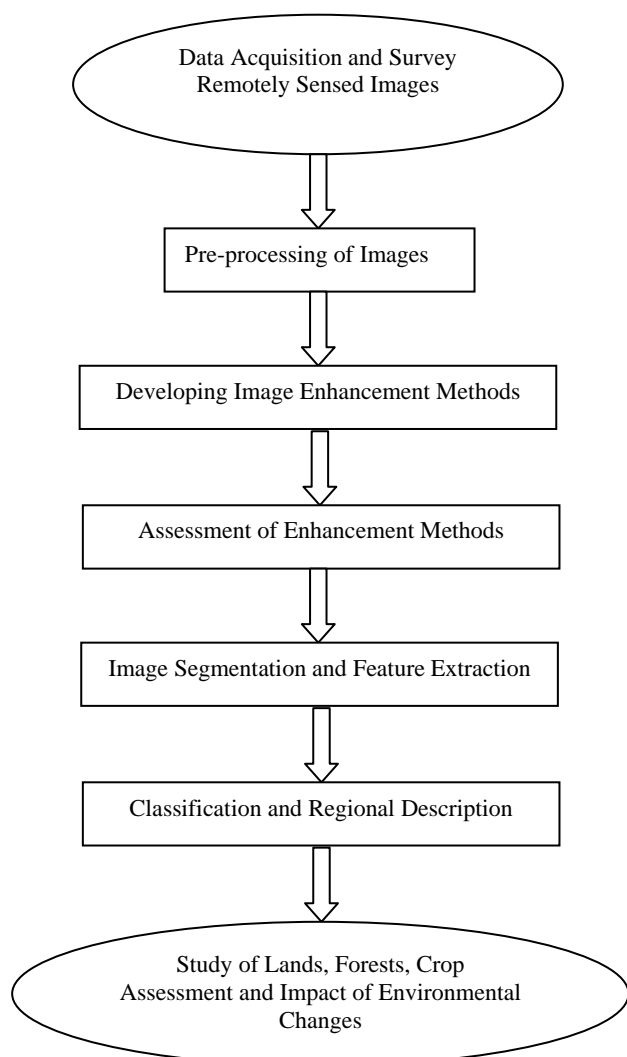 Data Acquisition and Survey
Remotely Sensed Images
Pre-processing of Images
Developing Image Enhancement Methods
Assessment of Enhancement Methods
Image Segmentation and Feature Extraction
Classification and Regional Description
Study of Lands, Forests, Crop
Assessment and Impact of Environmental
Changes